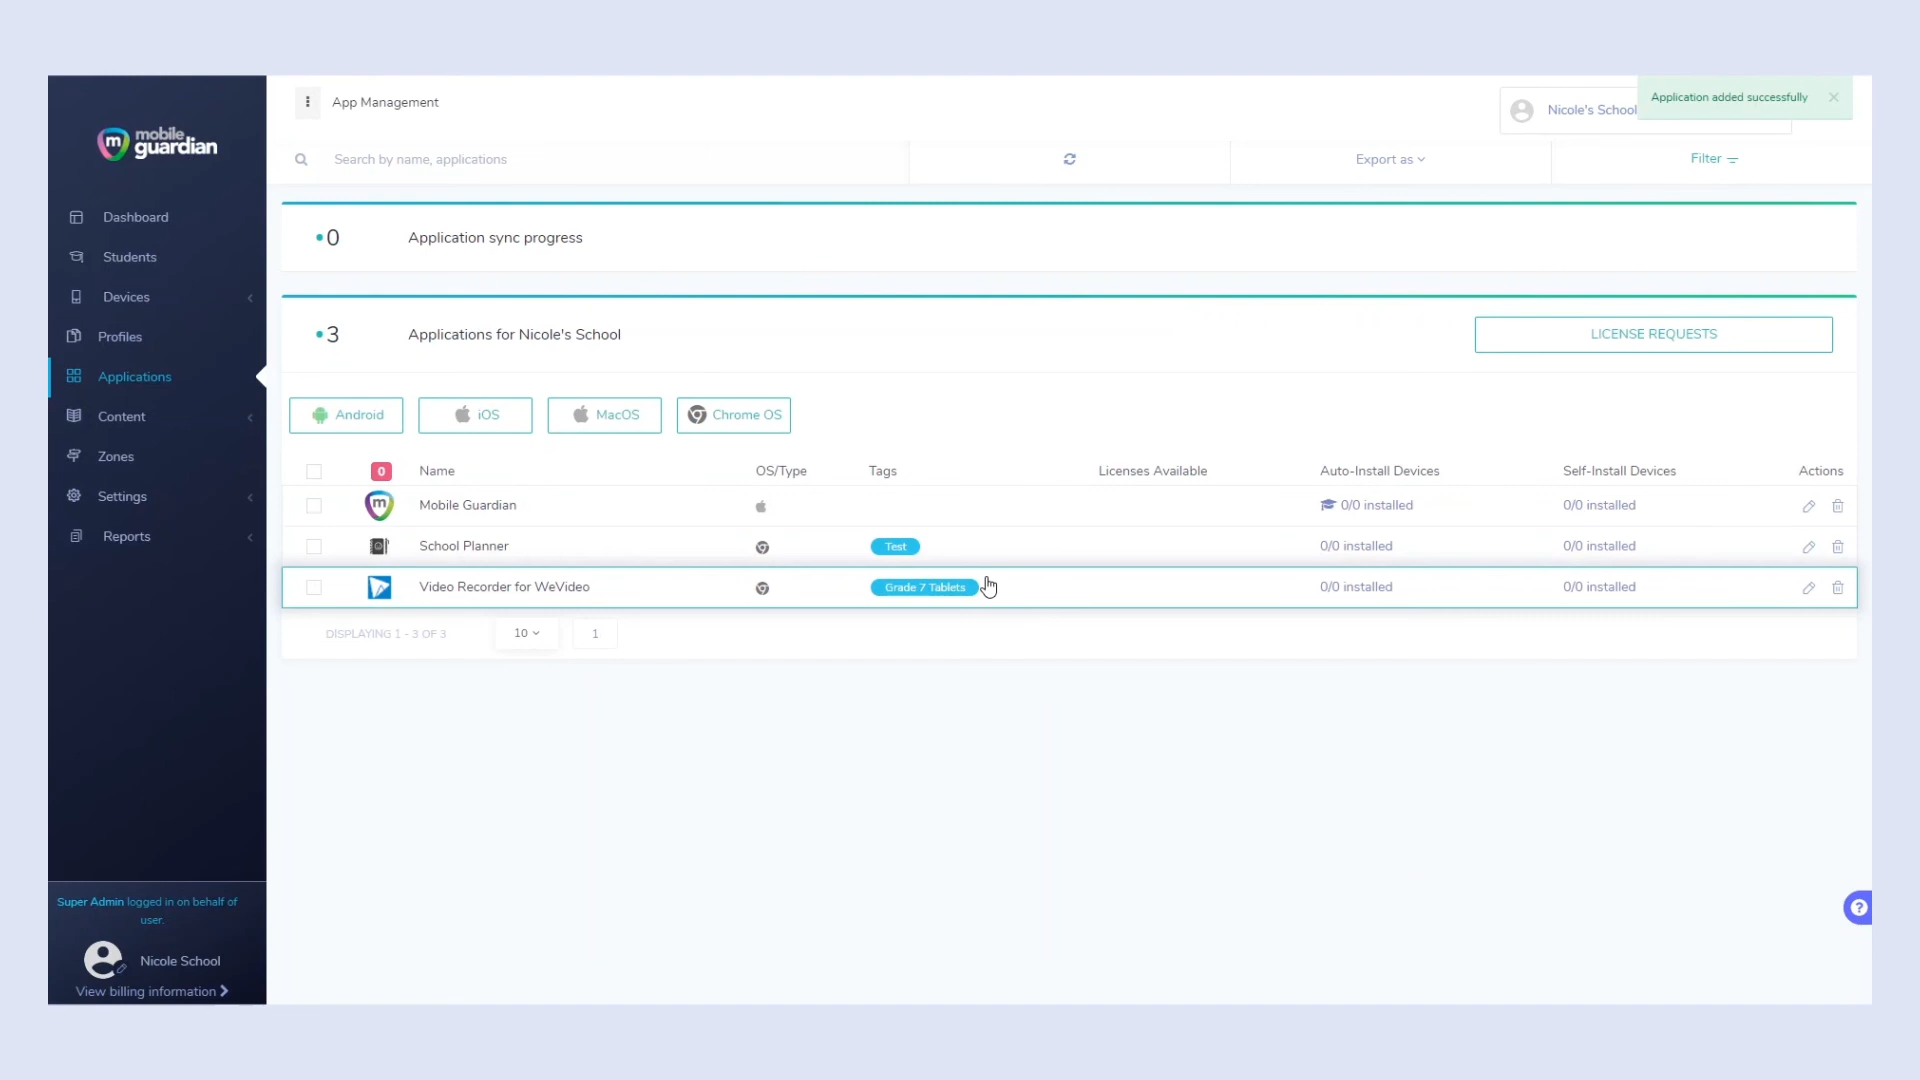 mobile
guardian
Dashboard
Students
Devices
Profiles
Applications
Content
Zones
Settings
Reports
Super Admin logged in on behalf of
user.
Nicole School
View billing information
App Management
Nicole's School
Application added successfully
Search by name, applications
Export as
Filter
0 Application sync progress
3 Applications for Nicole's School
LICENSE REQUESTS
Android iOS MacOS Chrome OS
0 Name OS/Type Tags Licenses Available Auto-Install Devices Self-Install Devices Actions
m Mobile Guardian 0/0 installed 0/0 installed
School Planner Test 0/0 installed 0/0 installed
Video Recorder for WeVideo Grade 7 Tablets 0/0 installed 0/0 installed
DISPLAYING 1 - 3 OF 3 10 1
?